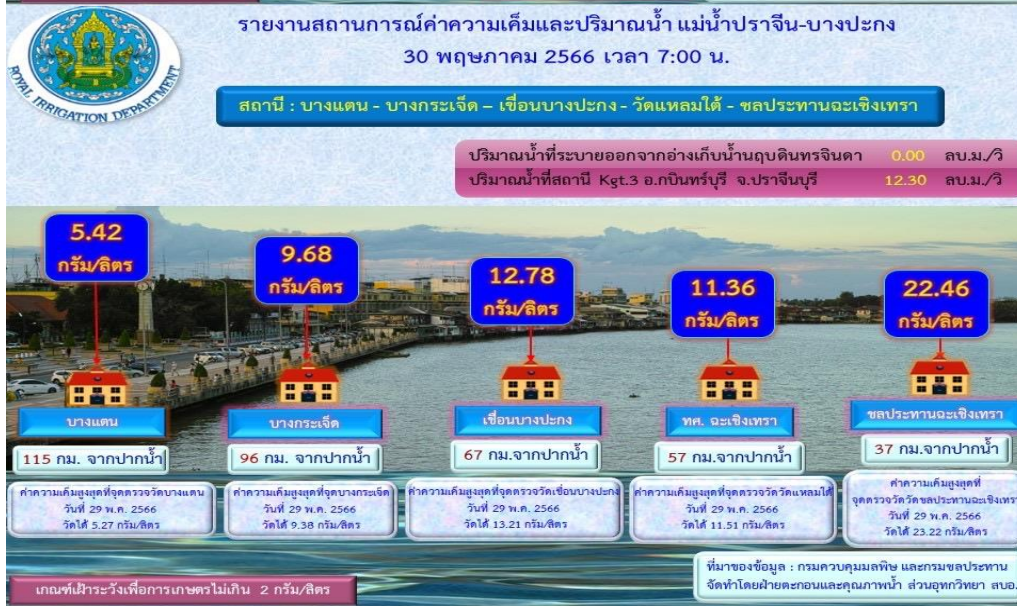 รายงานสถานการณ์ค่าความเค็มและปริมาณน้ำ แม่น้ำปราจีน-บางปะกง
30 พฤษภาคม 2566 เวลา 7:00 น.
ROYAL IRRIGATION DEPARTMENT
สถานี : บางแตน - บางกระเจ็ด – เขื่อนบางปะกง - วัดแหลมใต้ - ชลประทานฉะเชิงเทรา
ปริมาณน้ำที่ระบายออกจากอ่างเก็บน้ำนฤบดินทรจินดา 0.00 ลบ.ม./วิ
ปริมาณน้ำที่สถานี Kgt.3 อ.กบินทร์บุรี จ.ปราจีนบุรี 12.30 ลบ.ม./วิ
5.42
กรัม/ลิตร
บางแตน
115 กม. จากปากน้ำ
ค่าความเค็มสูงสุดที่จุดตรวจวัดบางแตน
วันที่ 29 พ.ค. 2566
วัดได้ 5.27 กรัม/ลิตร
9.68
กรัม/ลิตร
บางกระเจ็ด
96 กม. จากปากน้ำ
ค่าความเค็มสูงสุดที่จุดบางกระเจ็ด
วันที่ 29 พ.ค. 2566
วัดได้ 9.38 กรัม/ลิตร
12.78
กรัม/ลิตร
เขื่อนบางปะกง
67 กม.จากปากน้ำ
ค่าความเค็มสูงสุดที่จุดตรวจวัดเขื่อนบางปะกง
วันที่ 29 พ.ค. 2566
วัดได้ 13.21 กรัม/ลิตร
11.36
กรัม/ลิตร
ทศ. ฉะเชิงเทรา
57 กม.จากปากน้ำ
ค่าความเค็มสูงสุดที่จุดตรวจวัดวัดแหลมใต้
วันที่ 29 พ.ค. 2566
วัดได้ 11.51 กรัม/ลิตร
22.46
กรัม/ลิตร
ชลประทานฉะเชิงเทรา
37 กม.จากปากน้ำ
ค่าความเค็มสูงสุดที่
จุดตรวจวัดวัดชลประทานฉะเชิงเทรา
วันที่ 29 พ.ค. 2566
วัดได้ 23.22 กรัม/ลิตร
เกณฑ์เฝ้าระวังเพื่อการเกษตรไม่เกิน 2 กรัม/ลิตร
ที่มาของข้อมูล : กรมควบคุมมลพิษ และกรมชลประทาน
จัดทำโดยฝ่ายตะกอนและคุณภาพน้ำ ส่วนอุทกวิทยา สบอ.